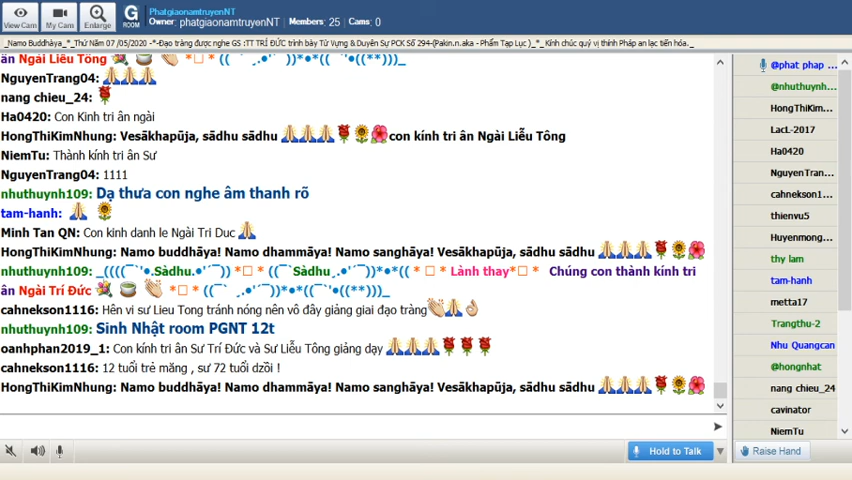 View Cam
My Cam
Enlarge
G
ROOM
PhatgiaonamtruyenNT
Owner: phatgiaonamtruyenNT | Members: 25 | Cams: 0
_Namo Buddhàya_*_Thứ Năm 07 /05/2020 -*-Đạo tràng được nghe GS :TT TRÍ ĐỨC trình bày Từ Vựng & Duyên Sự PCK Số 294-(Pakin.n.aka - Phẩm Tạp Lục )_*_ Kính chúc quý vị thính Pháp an lạc tiến hóa._
ân Ngài Liễu Tông
NguyenTrang04:
nang chieu_24:
Ha0420: Con Kinh tri ân ngài
HongThiKimNhung: Vesākhapūja, sādhu sādhu con kính tri ân Ngài Liễu Tông
NiemTu: Thành kính tri ân Sư
NguyenTrang04: 1111
nhuthuynh109: Dạ thưa con nghe âm thanh rõ
tam-hanh:
Minh Tan QN: Con kinh danh le Ngài Tri Duc
HongThiKimNhung: Namo buddhāya! Namo dhammāya! Namo sanghāya! Vesākhapūja, sādhu sādhu
nhuthuynh109: _((((¯`'•.Sàdhu.•'´¯)) *□ * ((¯`Sàdhu¸.•'´¯))*•*(( * □ * Lành thay*□ * Chúng con thành kính tri
ân Ngài Trí Đức *□ * ((¯` ¸.•'´¯))*•*((¯`'•((**)))_
cahnekson1116: Hên vi sư Lieu Tong tránh nóng nên vô đây giảng giai đạo tràng
nhuthuynh109: Sinh Nhật room PGNT 12t
oanhphan2019_1: Con kính tri ân Sư Trí Đức và Sư Liễu Tông giảng dạy
cahnekson1116: 12 tuổi trẻ măng , sư 72 tuổi dzồi !
HongThiKimNhung: Namo buddhāya! Namo dhammāya! Namo sanghāya! Vesākhapūja, sādhu sādhu
@phat phap ...
@nhuthuynh...
HongThiKim...
LacL-2017
Ha0420
NguyenTran...
cahnekson1...
thienvu5
Huyenmong...
thy lam
tam-hanh
metta17
Trangthu-2
Nhu Quangcan
@hongnhat
nang chieu_24
cavinator
NiemTu
Hold to Talk
Raise Hand